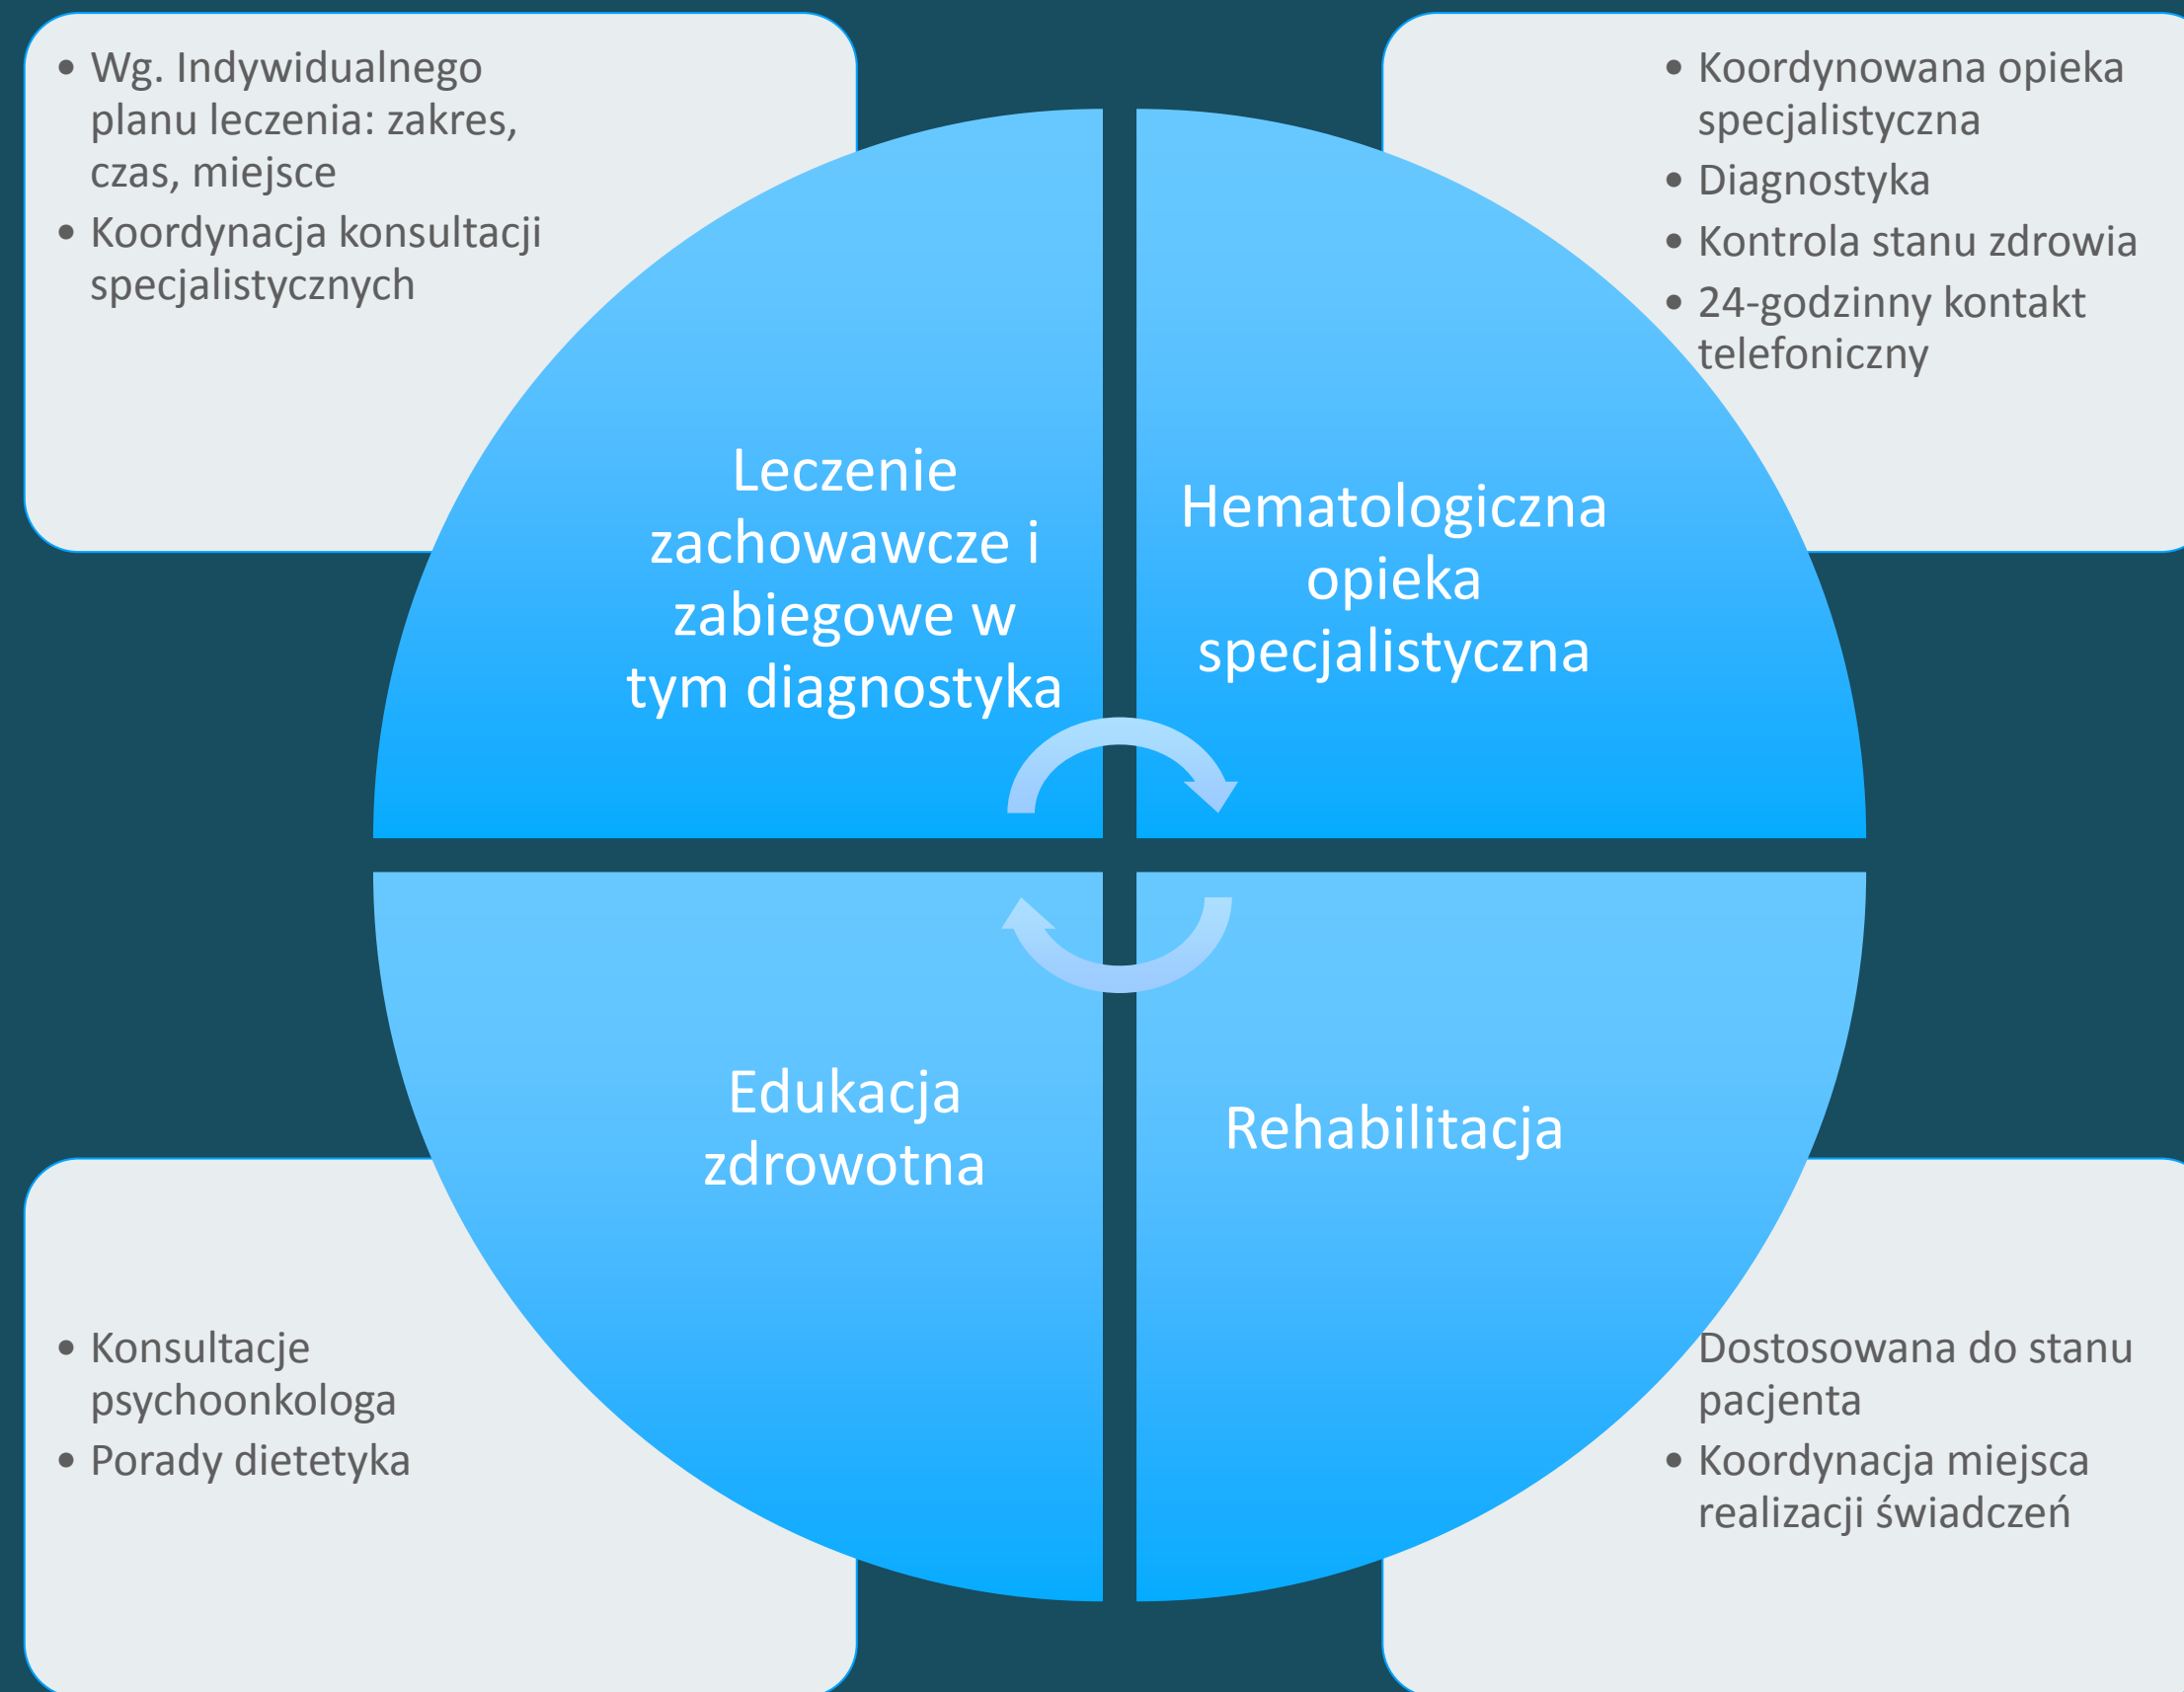 • Wg. Indywidualnego
planu leczenia: zakres,
czas, miejsce
• Koordynacja konsultacji
specjalistycznych
• Koordynowana opieka
specjalistyczna
• Diagnostyka
• Kontrola stanu zdrowia
• 24-godzinny kontakt
telefoniczny
Leczenie
zachowawcze i
zabiegowe w
tym diagnostyka
Hematologiczna
opieka
specjalistyczna
Edukacja
zdrowotna
Rehabilitacja
• Konsultacje
psychoonkologa
• Porady dietetyka
Dostosowana do stanu
pacjenta
• Koordynacja miejsca
realizacji świadczeń